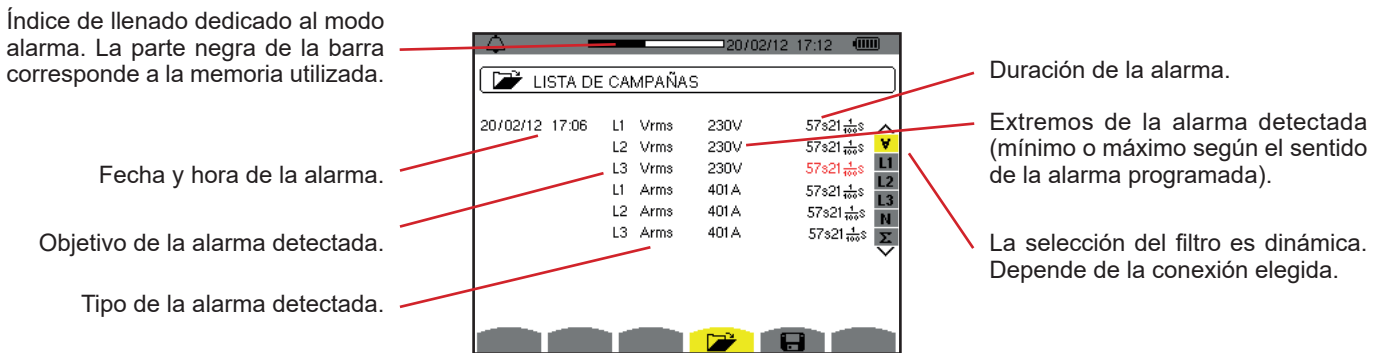 Índice de llenado dedicado al modo
alarma. La parte negra de la barra
corresponde a la memoria utilizada.
Fecha y hora de la alarma.
Objetivo de la alarma detectada.
Tipo de la alarma detectada.
20/02/12 17:12
LISTA DE CAMPAÑAS
20/02/12 17:06 L1 Vrms 230V 57s21 1/100 s
L2 Vrms 230V 57s21 1/100 s
L3 Vrms 230V 57s21 1/100 s
L1 Arms 401A 57s21 1/100 s
L2 Arms 401A 57s21 1/100 s
L3 Arms 401A 57s21 1/100 s
∀
L1
L2
L3
N
Σ
Duración de la alarma.
Extremos de la alarma detectada
(mínimo o máximo según el sentido
de la alarma programada).
La selección del filtro es dinámica.
Depende de la conexión elegida.